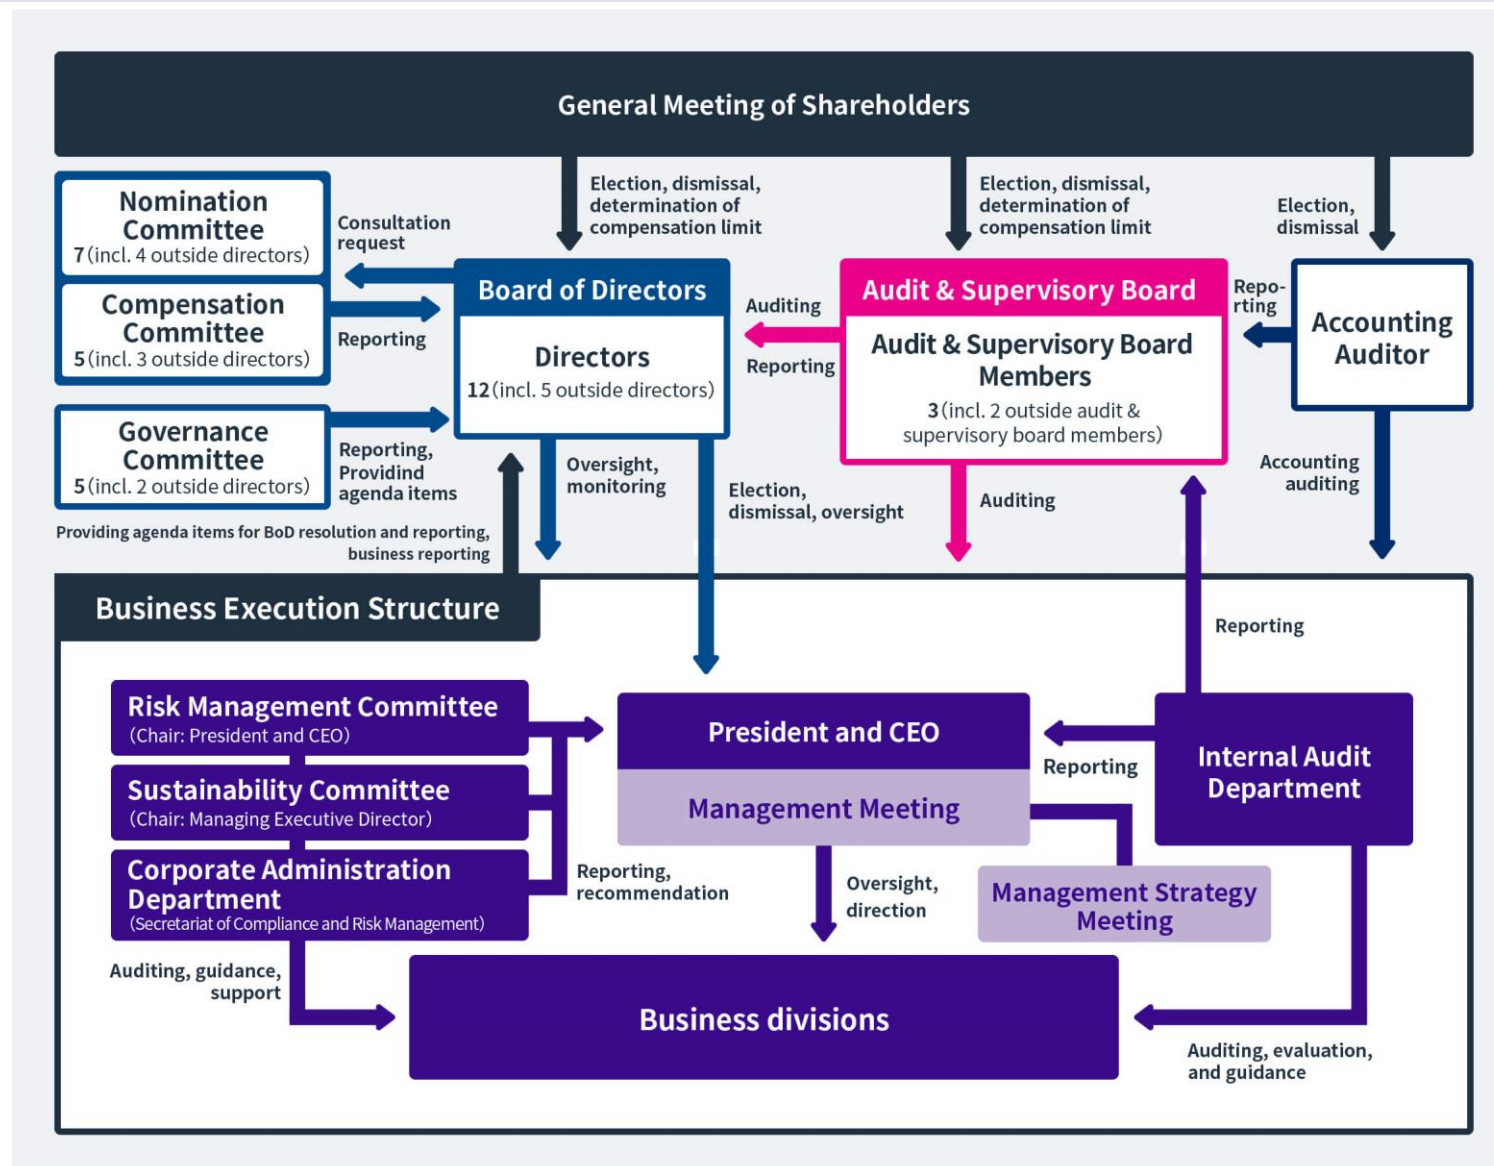 General Meeting of Shareholders
Nomination
Committee
7(incl. 4 outside directors)
Compensation
Committee
5(incl. 3 outside directors)
Governance
Committee
5(incl. 2 outside directors)
Consultation
request
Reporting
Reporting,
Providind
agenda items
Election, dismissal,
determination of
compensation limit
Board of Directors
Directors
12(incl. 5 outside directors)
Auditing
Reporting
Election, dismissal,
determination of
compensation limit
Audit & Supervisory Board
Audit & Supervisory Board
Members
3(incl. 2 outside audit &
supervisory board members)
Election,
dismissal
Repo-
rting
Accounting
Auditor
Providing agenda items for BoD resolution and reporting,
business reporting
Oversight,
monitoring
Election,
dismissal, oversight
Auditing
Accounting
auditing
Business Execution Structure
Reporting
Risk Management Committee
(Chair: President and CEO)
Sustainability Committee
(Chair: Managing Executive Director)
Corporate Administration
Department
(Secretariat of Compliance and Risk Management)
Reporting,
recommendation
President and CEO
Management Meeting
Reporting
Internal Audit
Department
Oversight,
direction
Management Strategy
Meeting
Auditing, guidance,
support
Business divisions
Auditing, evaluation,
and guidance